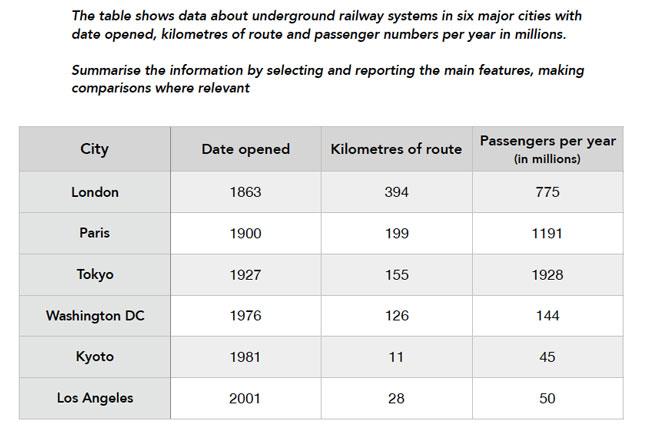 The table shows data about underground railway systems in six major cities with
date opened, kilometres of route and passenger numbers per year in millions.
Summarise the information by selecting and reporting the main features, making
comparisons where relevant
City Date opened Kilometres of route Passengers per year
(in millions)
London 1863 394 775
Paris 1900 199 1191
Tokyo 1927 155 1928
Washington DC 1976 126 144
Kyoto 1981 11 45
Los Angeles 2001 28 50